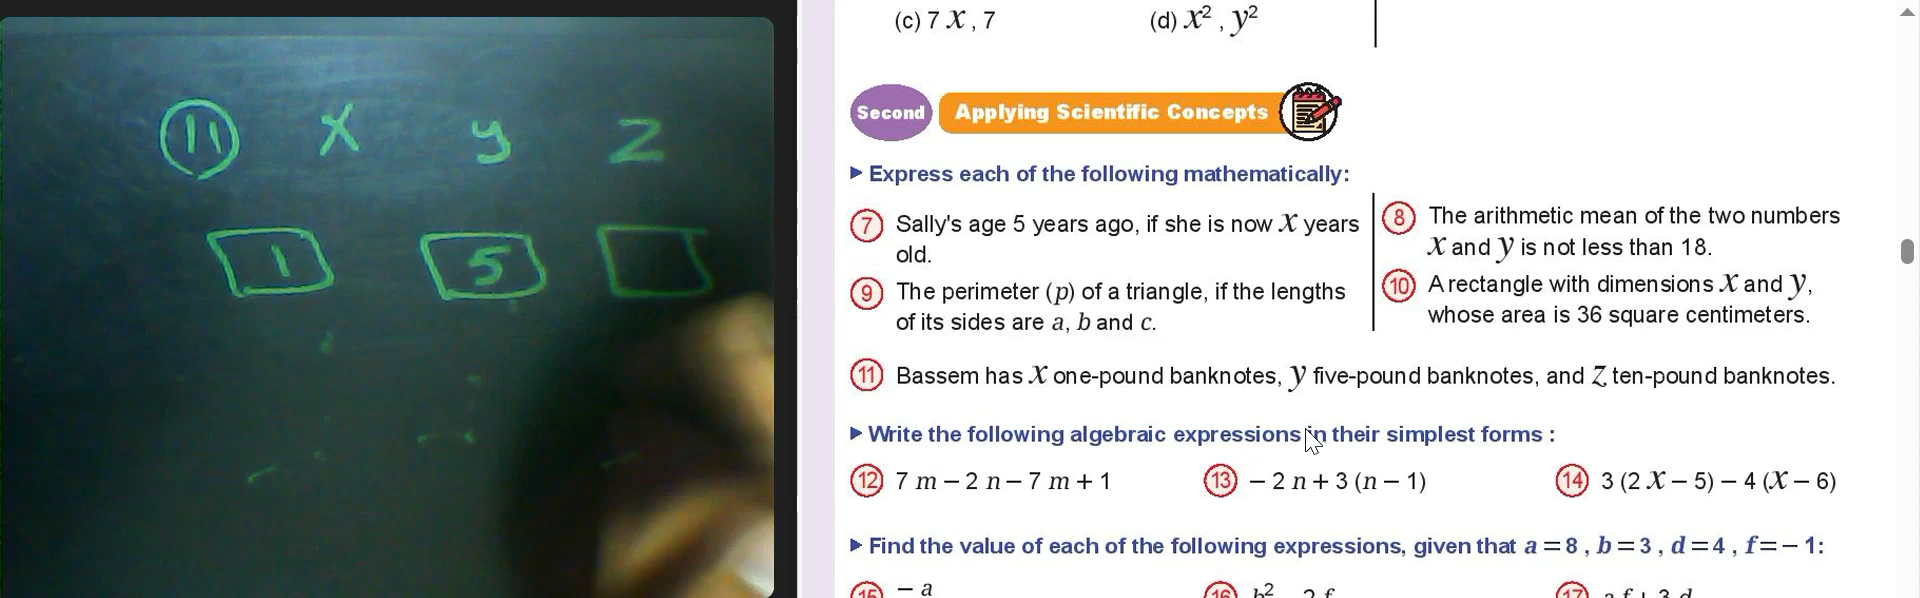 11 x y z
1 5
(c) 7 x , 7 (d) x² , y²
Second Applying Scientific Concepts
► Express each of the following mathematically:
7 Sally's age 5 years ago, if she is now x years
old.
8 The arithmetic mean of the two numbers
x and y is not less than 18.
9 The perimeter (p) of a triangle, if the lengths
of its sides are a, b and c.
10 A rectangle with dimensions x and y,
whose area is 36 square centimeters.
11 Bassem has x one-pound banknotes, y five-pound banknotes, and z ten-pound banknotes.
► Write the following algebraic expressions in their simplest forms :
12 7 m – 2 n – 7 m + 1 13 – 2 n + 3 (n – 1) 14 3 (2 x – 5) – 4 (x – 6)
► Find the value of each of the following expressions, given that a = 8 , b = 3 , d = 4 , f = – 1:
15 – a 16 17